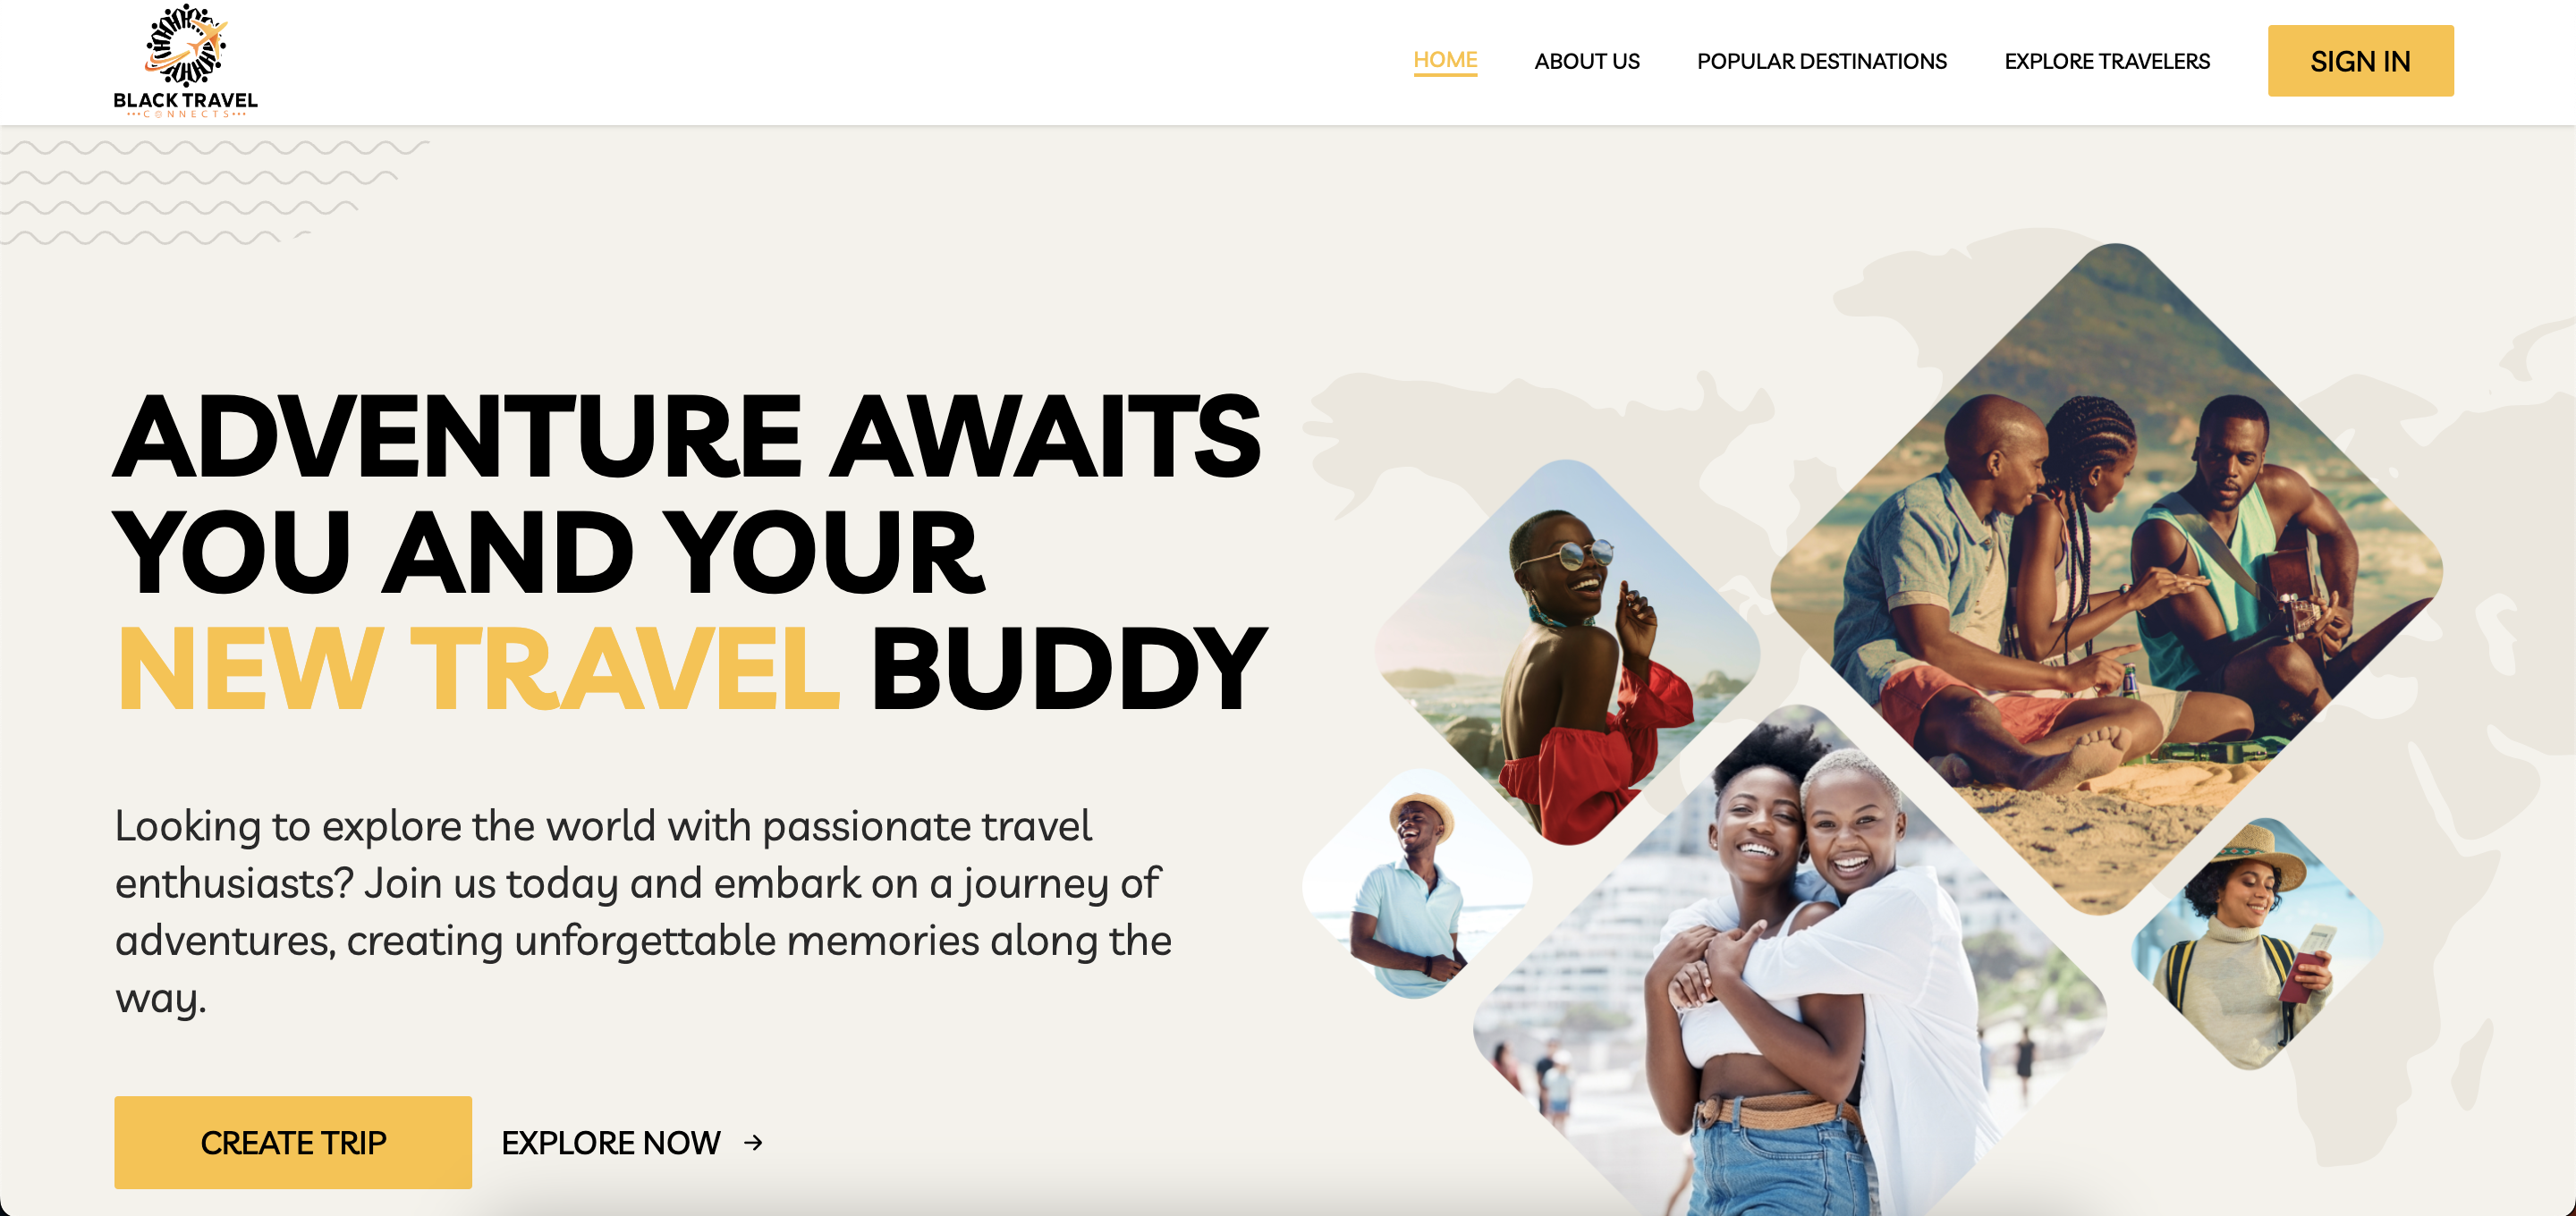 BLACK TRAVEL
CONNECTS
HOME
ABOUT US
POPULAR DESTINATIONS
EXPLORE TRAVELERS
SIGN IN
ADVENTURE AWAITS
YOU AND YOUR
NEW TRAVEL BUDDY
Looking to explore the world with passionate travel
enthusiasts? Join us today and embark on a journey of
adventures, creating unforgettable memories along the
way.
CREATE TRIP
EXPLORE NOW →